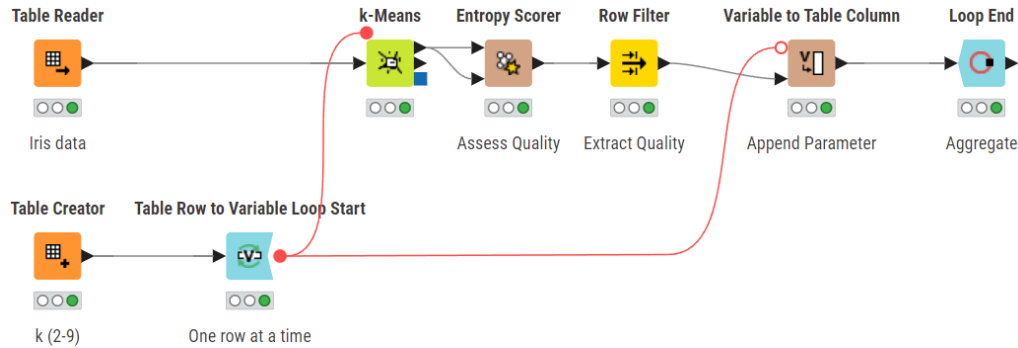 Table Reader
k-Means
Entropy Scorer
Row Filter
Variable to Table Column
Loop End
V
Iris data
Assess Quality
Extract Quality
Append Parameter
Aggregate
Table Creator
Table Row to Variable Loop Start
V
k (2-9)
One row at a time